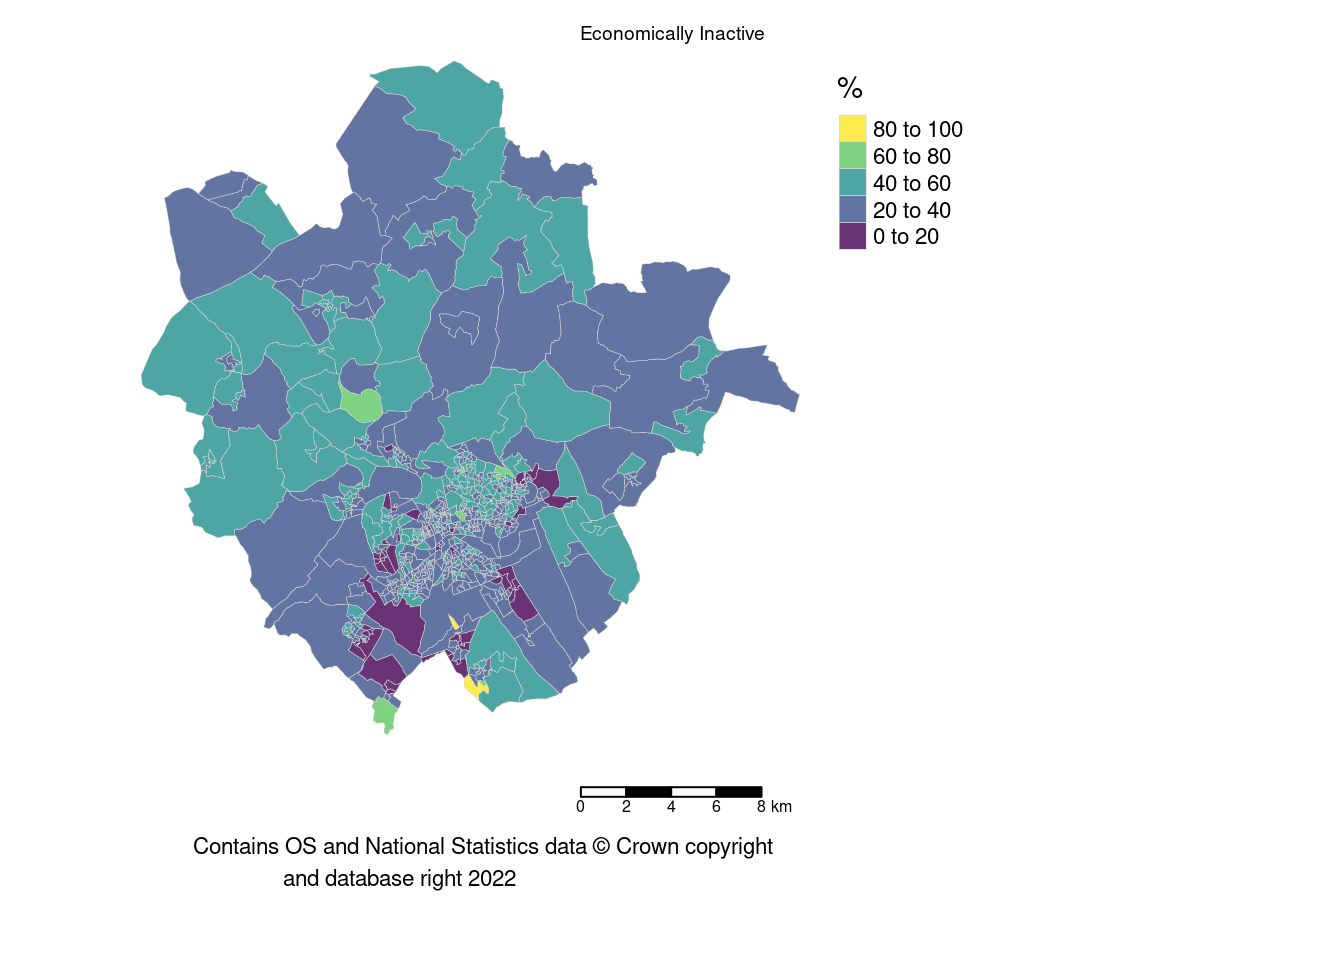 Economically Inactive
%
80 to 100
60 to 80
40 to 60
20 to 40
0 to 20
0 2 4 6 8 km
Contains OS and National Statistics data © Crown copyright
and database right 2022